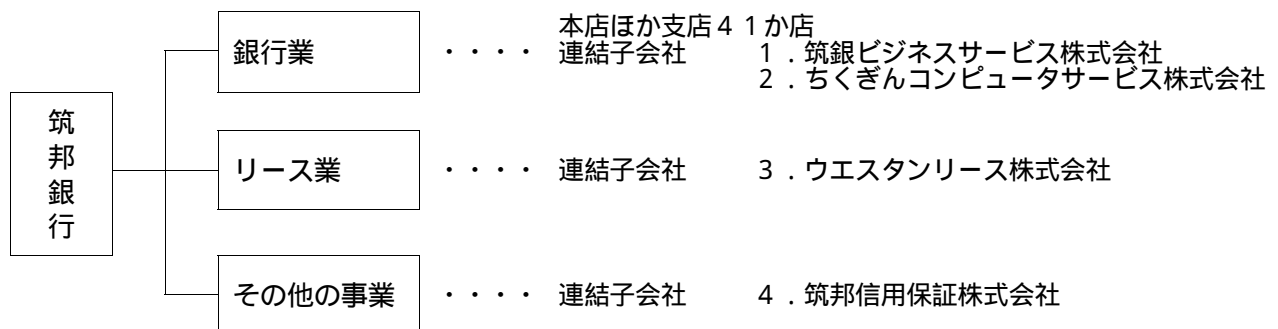 筑邦銀行
銀行業 ・・・・ 本店ほか支店４１か店
連結子会社 １．筑銀ビジネスサービス株式会社
２．ちくぎんコンピュータサービス株式会社
リース業 ・・・・ 連結子会社 ３．ウエスタンリース株式会社
その他の事業 ・・・・ 連結子会社 ４．筑邦信用保証株式会社